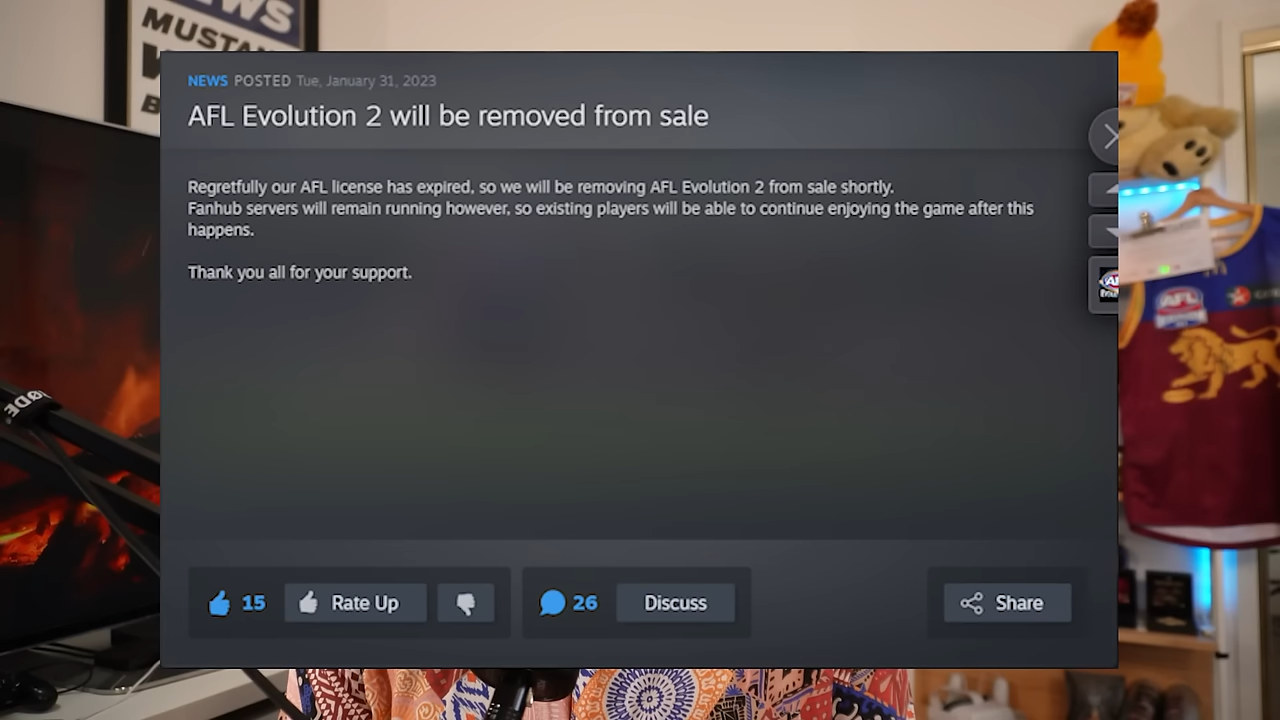 WS
MUSTA
NEWS POSTED Tue, January 31, 2023
AFL Evolution 2 will be removed from sale
Regretfully our AFL license has expired, so we will be removing AFL Evolution 2 from sale shortly.
Fanhub servers will remain running however, so existing players will be able to continue enjoying the game after this
happens.
Thank you all for your support.
15
Rate Up
26
Discuss
Share
RØDE
AFL